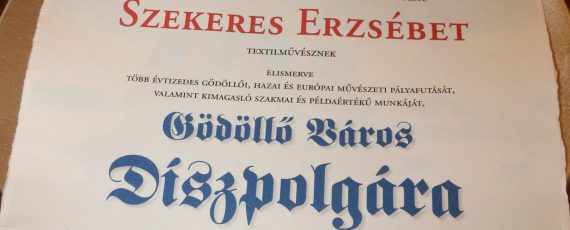 SZEKERES ERZSÉBET
TEXTILMŰVÉSZNEK
ELISMERVE
TÖBB ÉVTIZEDES GÖDÖLLŐI, HAZAI ÉS EURÓPAI MŰVÉSZETI PÁLYAFUTÁSÁT,
VALAMINT KIMAGASLÓ SZAKMAI ÉS PÉLDAÉRTÉKŰ MUNKÁJÁT,
Gödöllő Város
Díszpolgára